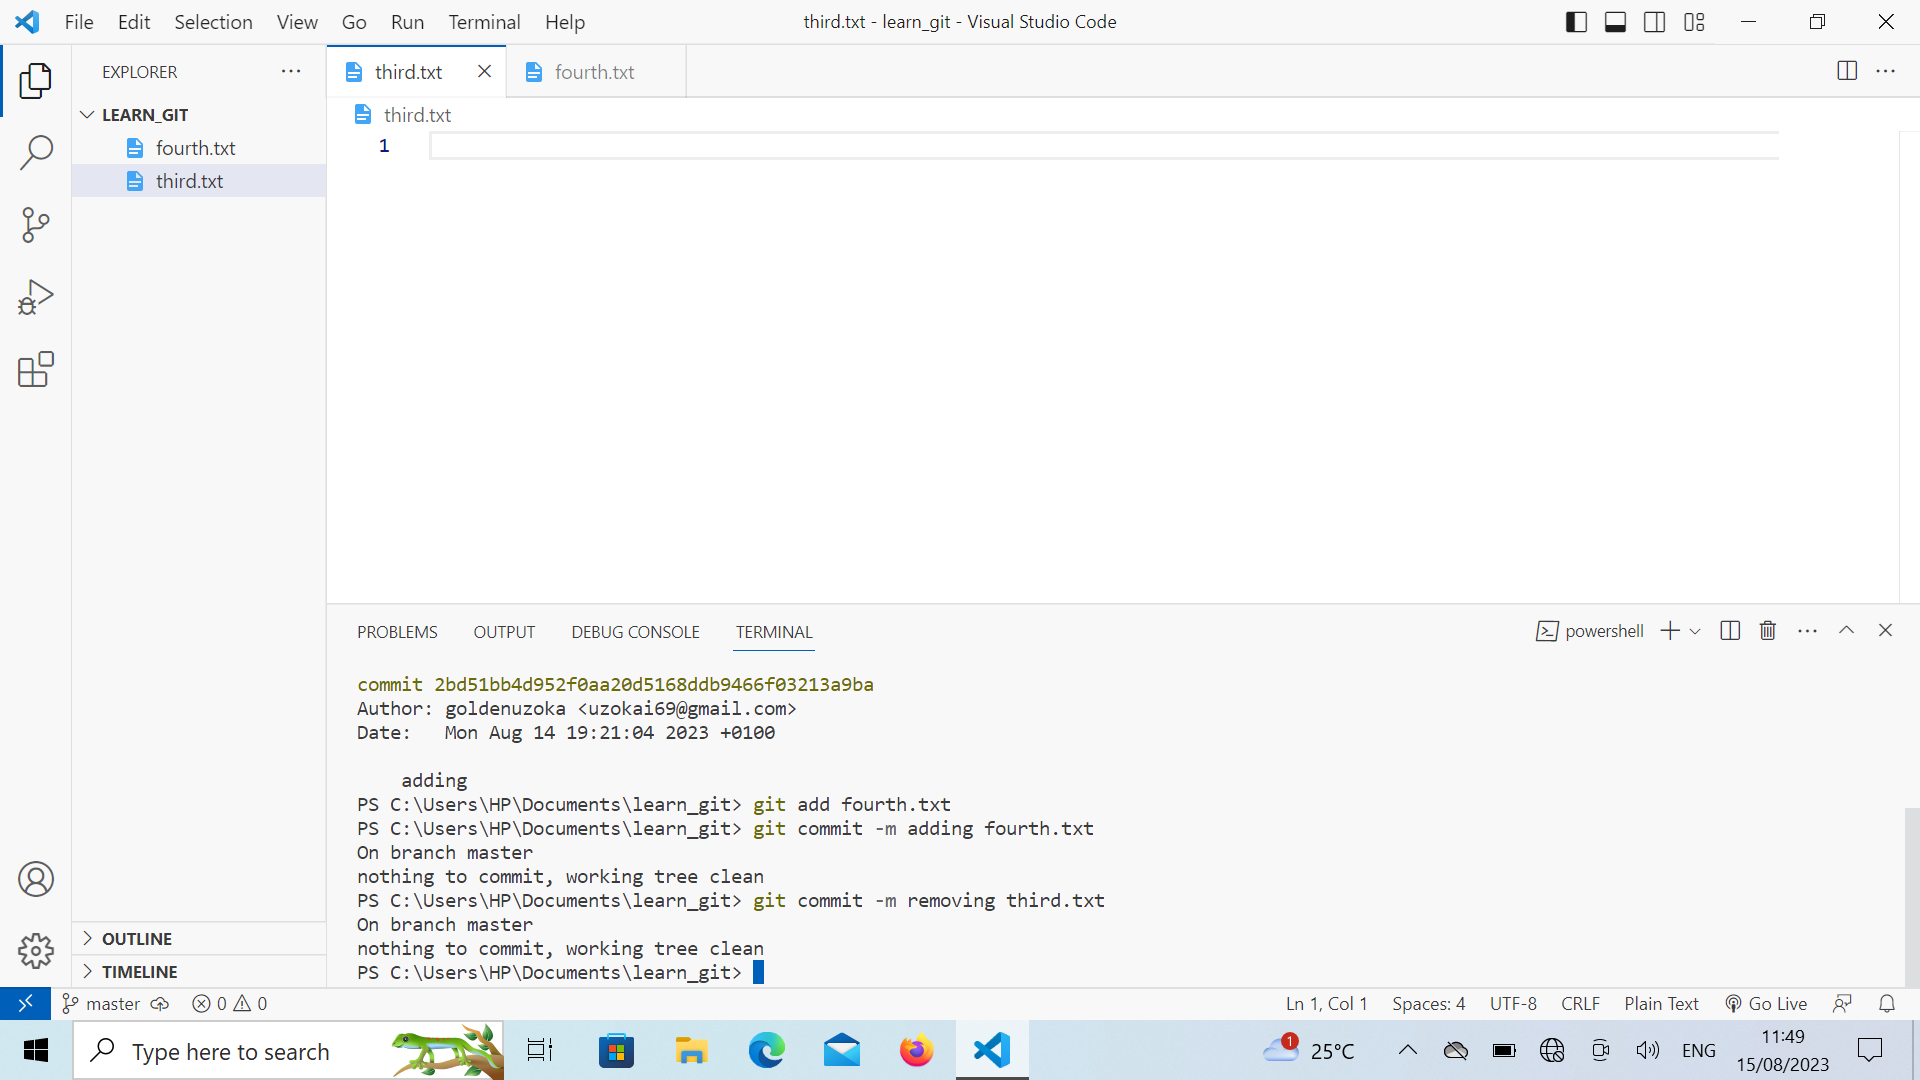 File Edit Selection View Go Run Terminal Help
third.txt - learn_git - Visual Studio Code
EXPLORER
LEARN_GIT
fourth.txt
third.txt
OUTLINE
TIMELINE
third.txt
fourth.txt
third.txt
1
PROBLEMS OUTPUT DEBUG CONSOLE TERMINAL
powershell
commit 2bd51bb4d952f0aa20d5168ddb9466f03213a9ba
Author: goldenuzoka <uzokai69@gmail.com>
Date:   Mon Aug 14 19:21:04 2023 +0100
adding
PS C:\Users\HP\Documents\learn_git> git add fourth.txt
PS C:\Users\HP\Documents\learn_git> git commit -m adding fourth.txt
On branch master
nothing to commit, working tree clean
PS C:\Users\HP\Documents\learn_git> git commit -m removing third.txt
On branch master
nothing to commit, working tree clean
PS C:\Users\HP\Documents\learn_git>
master 0 0
Ln 1, Col 1 Spaces: 4 UTF-8 CRLF Plain Text Go Live
Type here to search
1
25°C
ENG
11:49
15/08/2023